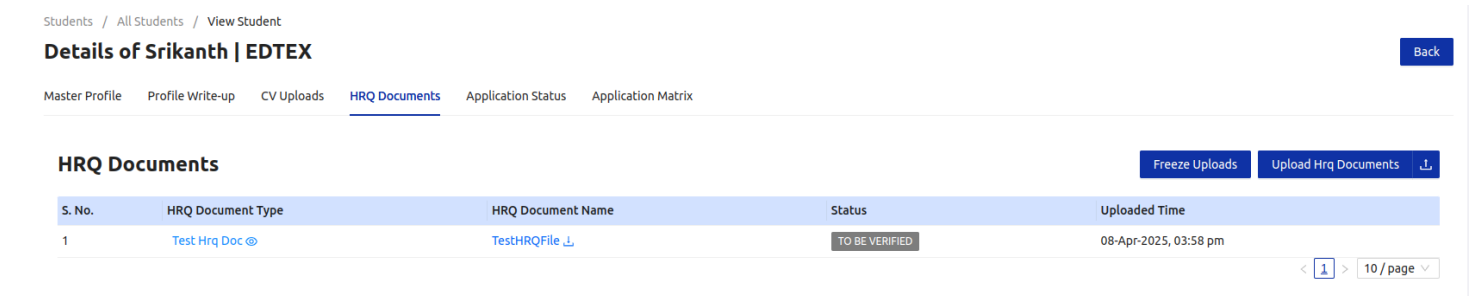 Students / All Students / View Student
Details of Srikanth | EDTEX
Back
Master Profile Profile Write-up CV Uploads HRQ Documents Application Status Application Matrix
HRQ Documents
Freeze Uploads Upload Hrq Documents
S. No. HRQ Document Type HRQ Document Name Status Uploaded Time
1 Test Hrq Doc TestHRQFile TO BE VERIFIED 08-Apr-2025, 03:58 pm
< 1 > 10 / page